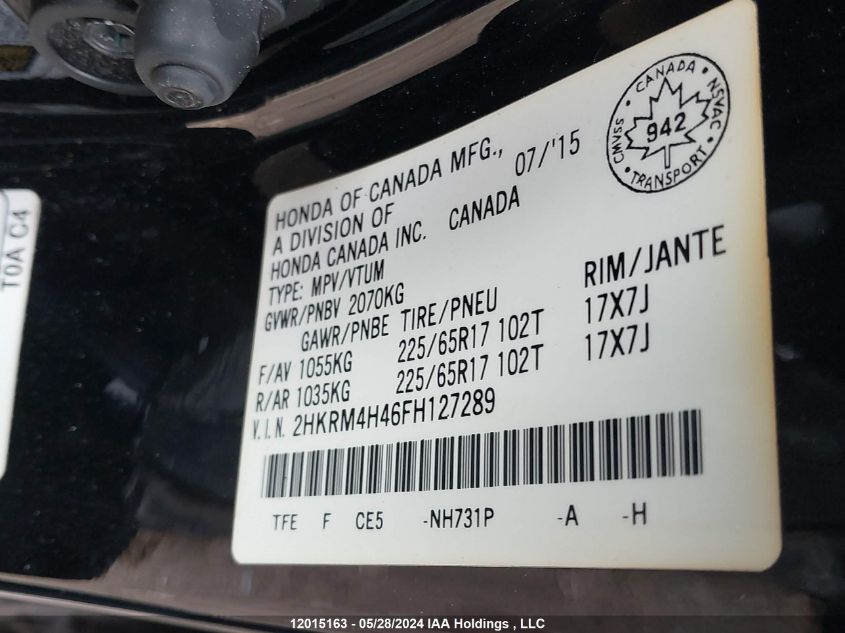 HONDA OF CANADA MFG., 07/'15
A DIVISION OF
HONDA CANADA INC. CANADA
TYPE: MPV/VTUM
GVWR/PNBV 2070KG
GAWR/PNBE TIRE/PNEU RIM/JANTE
F/AV 1055KG 225/65R17 102T 17X7J
R/AR 1035KG 225/65R17 102T 17X7J
V.I.N. 2HKRM4H46FH127289
TFE F CE5 -NH731P -A -H
CANADA
NSVAC
TRANSPORT
CMVSS
942
T0A C4
12015163 - 05/28/2024 IAA Holdings , LLC